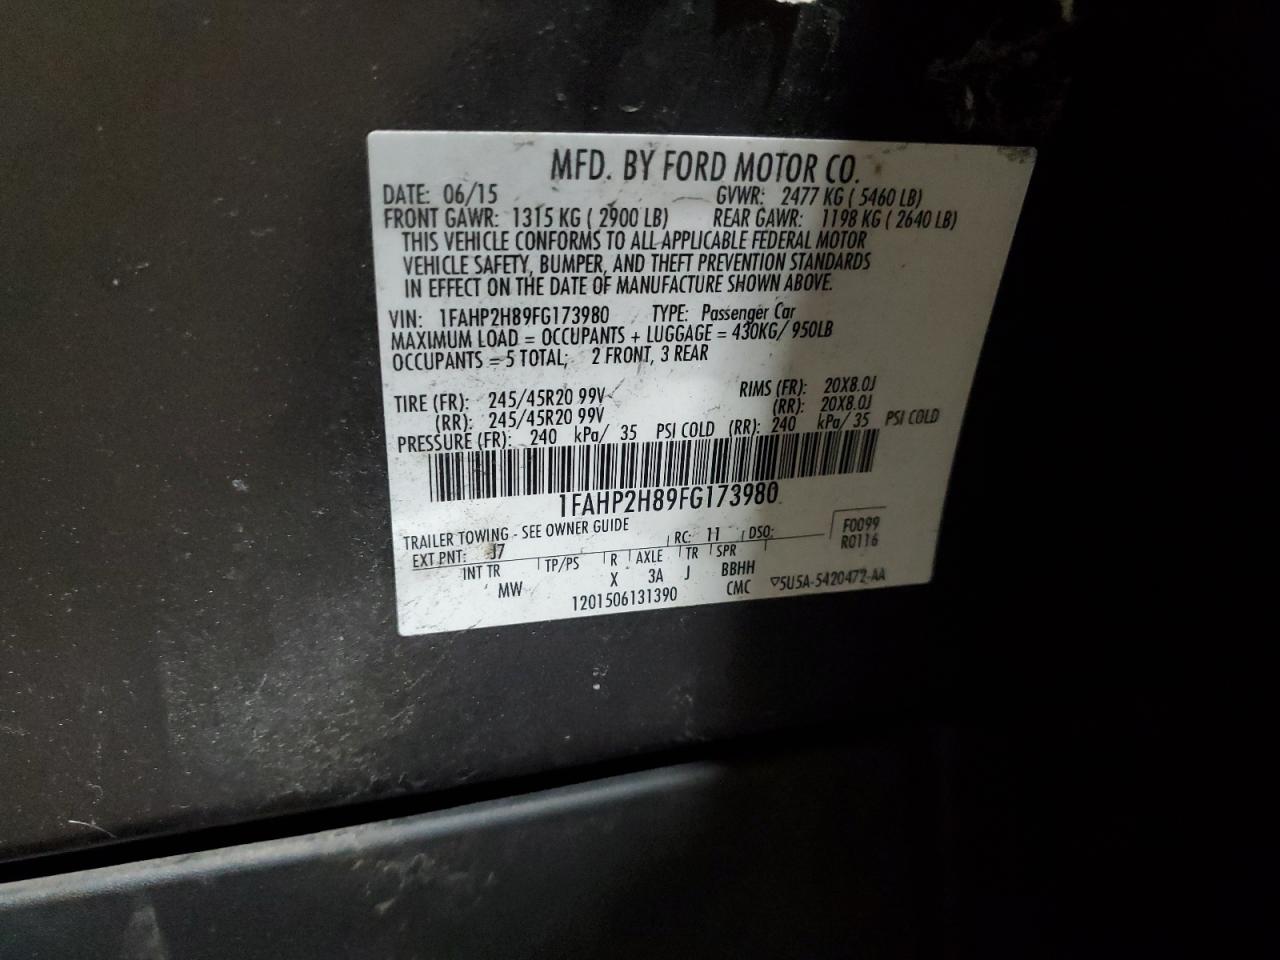 MFD. BY FORD MOTOR CO.
DATE: 06/15 GVWR: 2477 KG ( 5460 LB)
FRONT GAWR: 1315 KG ( 2900 LB) REAR GAWR: 1198 KG ( 2640 LB)
THIS VEHICLE CONFORMS TO ALL APPLICABLE FEDERAL MOTOR
VEHICLE SAFETY, BUMPER, AND THEFT PREVENTION STANDARDS
IN EFFECT ON THE DATE OF MANUFACTURE SHOWN ABOVE.
VIN: 1FAHP2H89FG173980 TYPE: Passenger Car
MAXIMUM LOAD = OCCUPANTS + LUGGAGE = 430KG/ 950LB
OCCUPANTS = 5 TOTAL; 2 FRONT, 3 REAR
TIRE (FR): 245/45R20 99V RIMS (FR): 20X8.0J
(RR): 245/45R20 99V (RR): 20X8.0J
PRESSURE (FR): 240 kPa/ 35 PSI COLD (RR): 240 kPa/ 35 PSI COLD
1FAHP2H89FG173980
TRAILER TOWING - SEE OWNER GUIDE
EXT PNT: J7 RC: 11 DSO: F0099
R0116
INT TR TP/PS R AXLE TR SPR
MW X 3A J BBHH
1201506131390 CMC 5U5A-5420472-AA